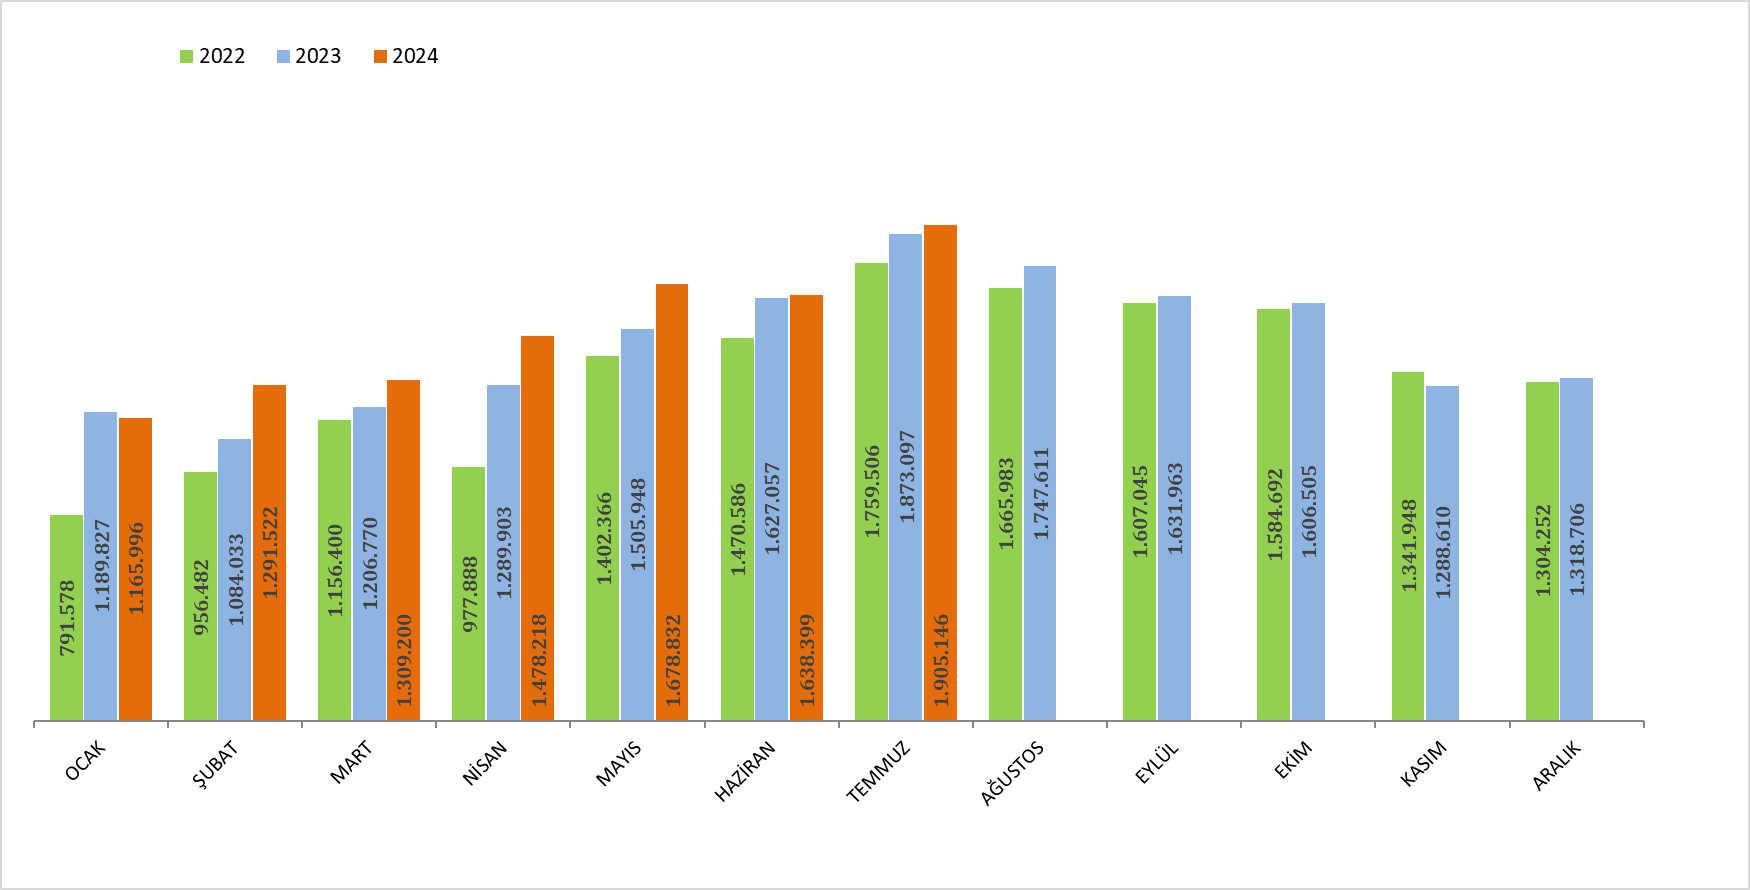 2022 2023 2024
791.578 1.189.827 1.165.996
956.482 1.084.033 1.291.522
1.156.400 1.206.770 1.309.200
977.888 1.289.903 1.478.218
1.402.366 1.505.948 1.678.832
1.470.586 1.627.057 1.638.399
1.759.506 1.873.097 1.905.146
1.665.983 1.747.611
1.607.045 1.631.963
1.584.692 1.606.505
1.341.948 1.288.610
1.304.252 1.318.706
OCAK ŞUBAT MART NİSAN MAYIS HAZİRAN TEMMUZ AĞUSTOS EYLÜL EKİM KASIM ARALIK